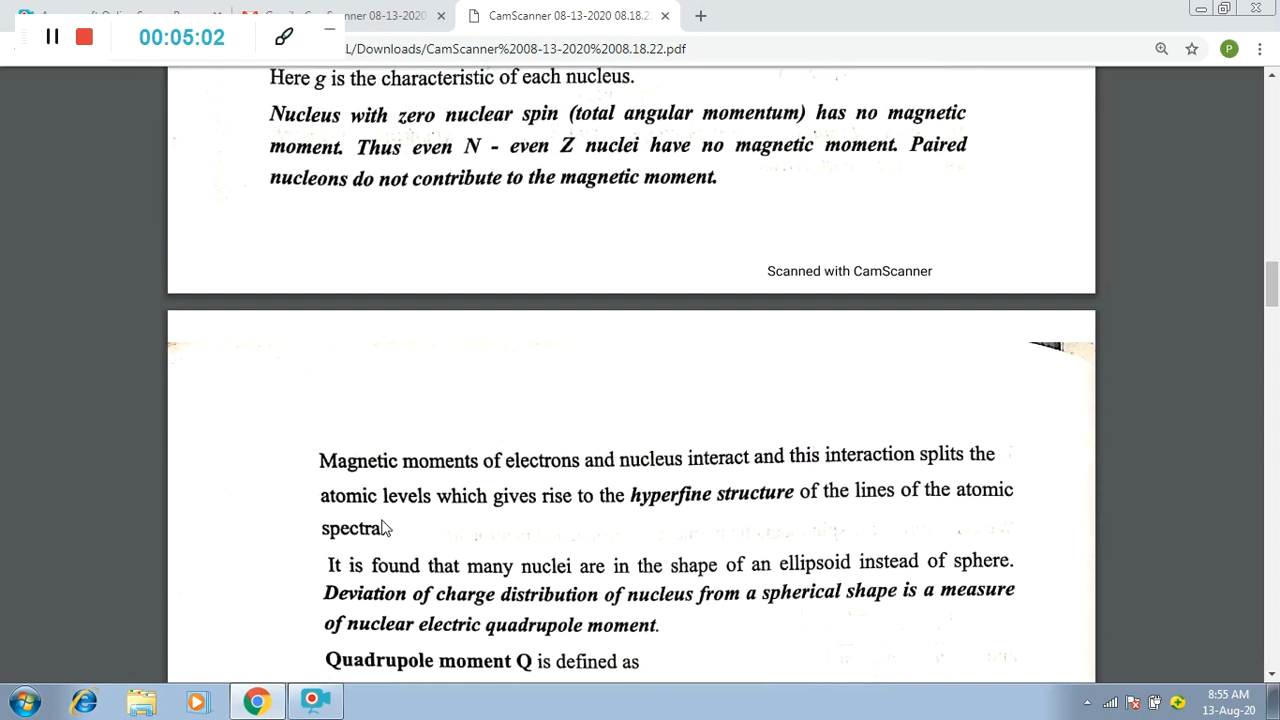 nner 08-13-2020
CamScanner 08-13-2020 08.18.2
00:05:02
L/Downloads/CamScanner%2008-13-2020%2008.18.22.pdf
P
Here g is the characteristic of each nucleus.
Nucleus with zero nuclear spin (total angular momentum) has no magnetic
moment. Thus even N - even Z nuclei have no magnetic moment. Paired
nucleons do not contribute to the magnetic moment.
Scanned with CamScanner
Magnetic moments of electrons and nucleus interact and this interaction splits the
atomic levels which gives rise to the hyperfine structure of the lines of the atomic
spectra
It is found that many nuclei are in the shape of an ellipsoid instead of sphere.
Deviation of charge distribution of nucleus from a spherical shape is a measure
of nuclear electric quadrupole moment.
Quadrupole moment Q is defined as
8:55 AM
13-Aug-20